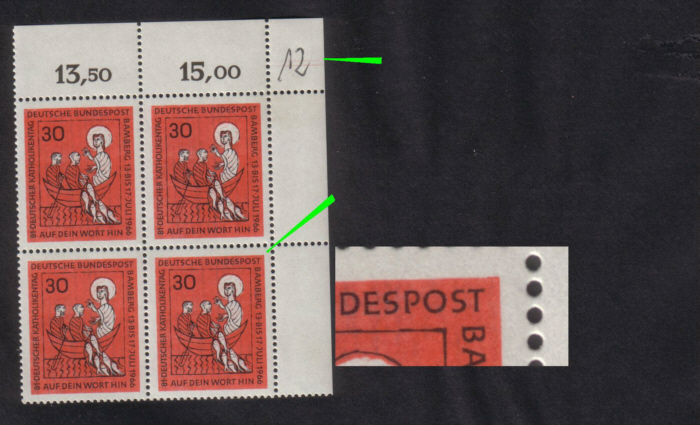 13,50 15,00 12
DEUTSCHE BUNDESPOST
30
81·DEUTSCHER KATHOLIKENTAG
BAMBERG 13·BIS 17·JULI 1966
AUF DEIN WORT HIN
DEUTSCHE BUNDESPOST
30
81·DEUTSCHER KATHOLIKENTAG
BAMBERG 13·BIS 17·JULI 1966
AUF DEIN WORT HIN
DEUTSCHE BUNDESPOST
30
81·DEUTSCHER KATHOLIKENTAG
BAMBERG 13·BIS 17·JULI 1966
AUF DEIN WORT HIN
DEUTSCHE BUNDESPOST
30
81·DEUTSCHER KATHOLIKENTAG
BAMBERG 13·BIS 17·JULI 1966
AUF DEIN WORT HIN
DESPOST
BA